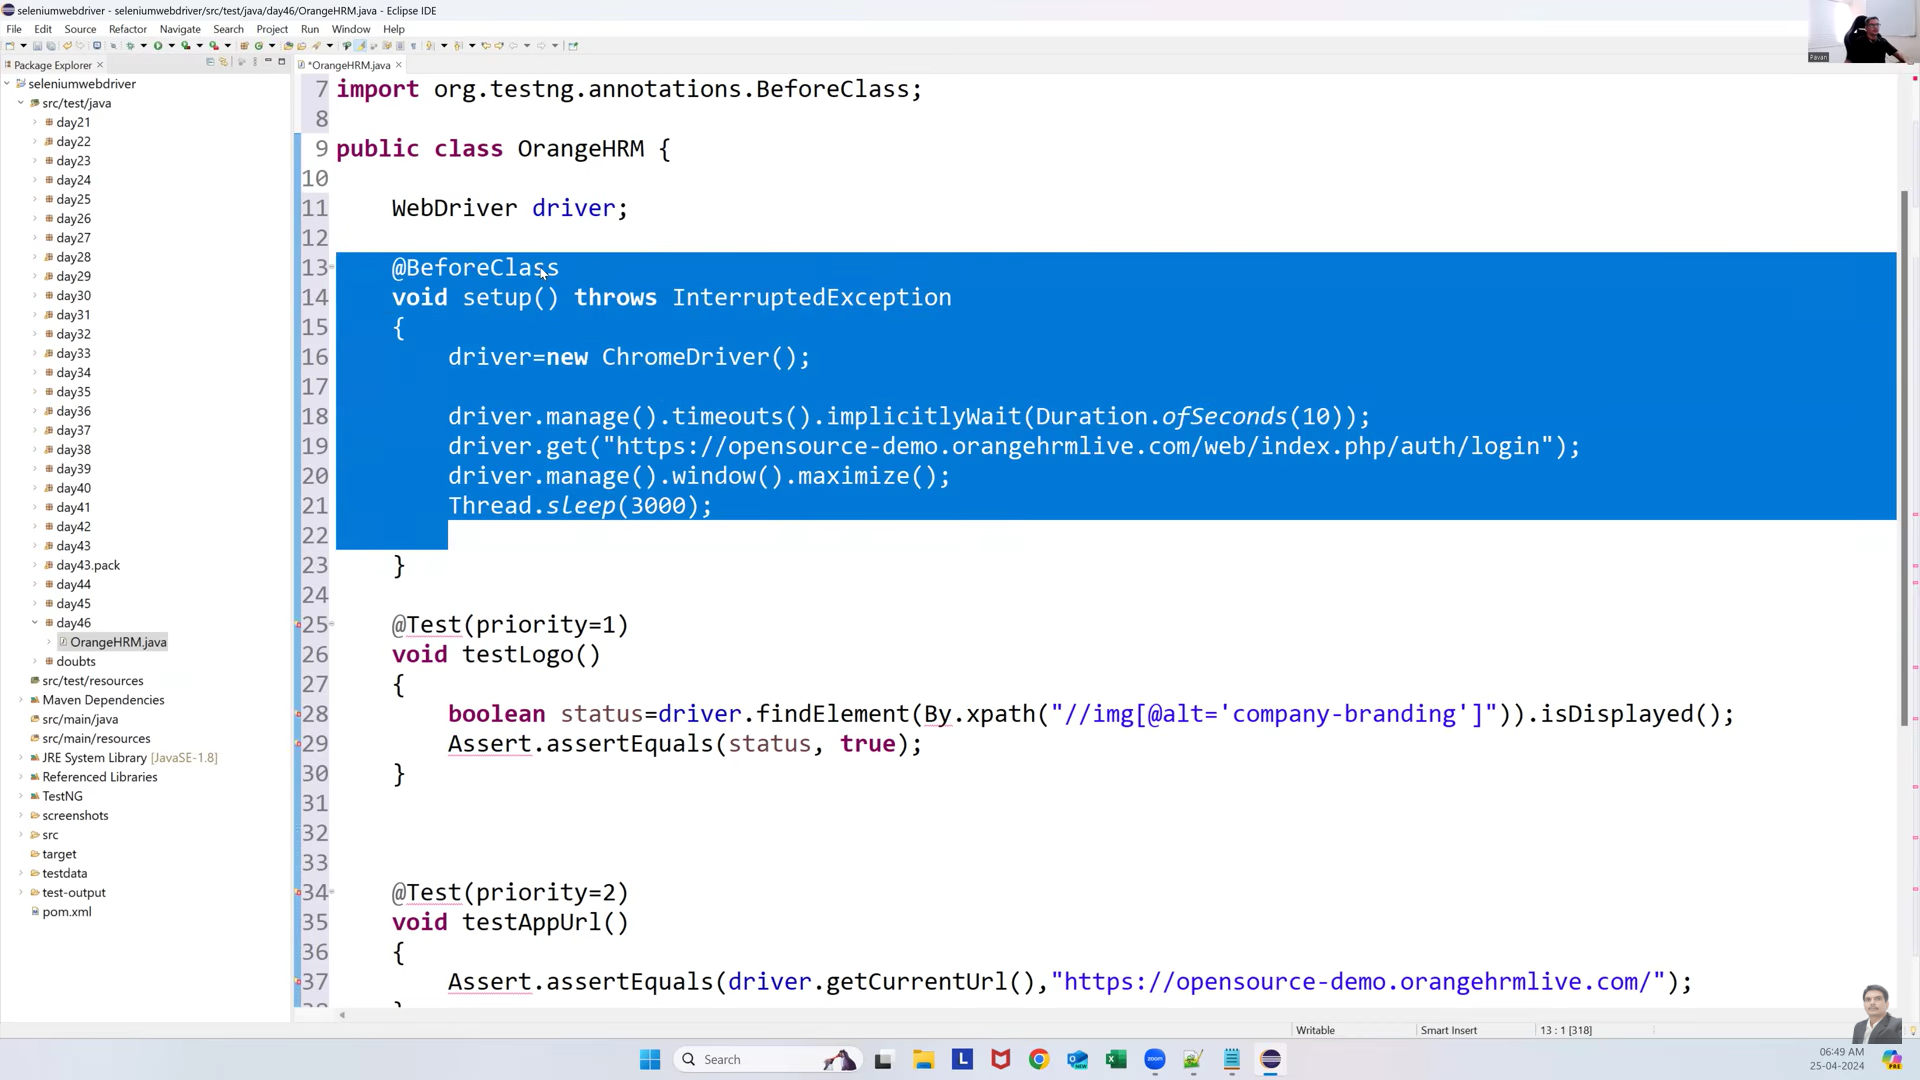 seleniumwebdriver - seleniumwebdriver/src/test/java/day46/OrangeHRM.java - Eclipse IDE
File Edit Source Refactor Navigate Search Project Run Window Help
Package Explorer
*OrangeHRM.java
Pavan
seleniumwebdriver
src/test/java
day21
day22
day23
day24
day25
day26
day27
day28
day29
day30
day31
day32
day33
day34
day35
day36
day37
day38
day39
day40
day41
day42
day43
day43.pack
day44
day45
day46
OrangeHRM.java
doubts
src/test/resources
Maven Dependencies
src/main/java
src/main/resources
JRE System Library [JavaSE-1.8]
Referenced Libraries
TestNG
screenshots
src
target
testdata
test-output
pom.xml
7 import org.testng.annotations.BeforeClass;
8
9 public class OrangeHRM {
10
11 WebDriver driver;
12
13 @BeforeClass
14 void setup() throws InterruptedException
15 {
16 driver=new ChromeDriver();
17
18 driver.manage().timeouts().implicitlyWait(Duration.ofSeconds(10));
19 driver.get("https://opensource-demo.orangehrmlive.com/web/index.php/auth/login");
20 driver.manage().window().maximize();
21 Thread.sleep(3000);
22
23 }
24
25 @Test(priority=1)
26 void testLogo()
27 {
28 boolean status=driver.findElement(By.xpath("//img[@alt='company-branding']")).isDisplayed();
29 Assert.assertEquals(status, true);
30 }
31
32
33
34 @Test(priority=2)
35 void testAppUrl()
36 {
37 Assert.assertEquals(driver.getCurrentUrl(),"https://opensource-demo.orangehrmlive.com/");
Writable Smart Insert 13 : 1 [318]
Search
06:49 AM
25-04-2024